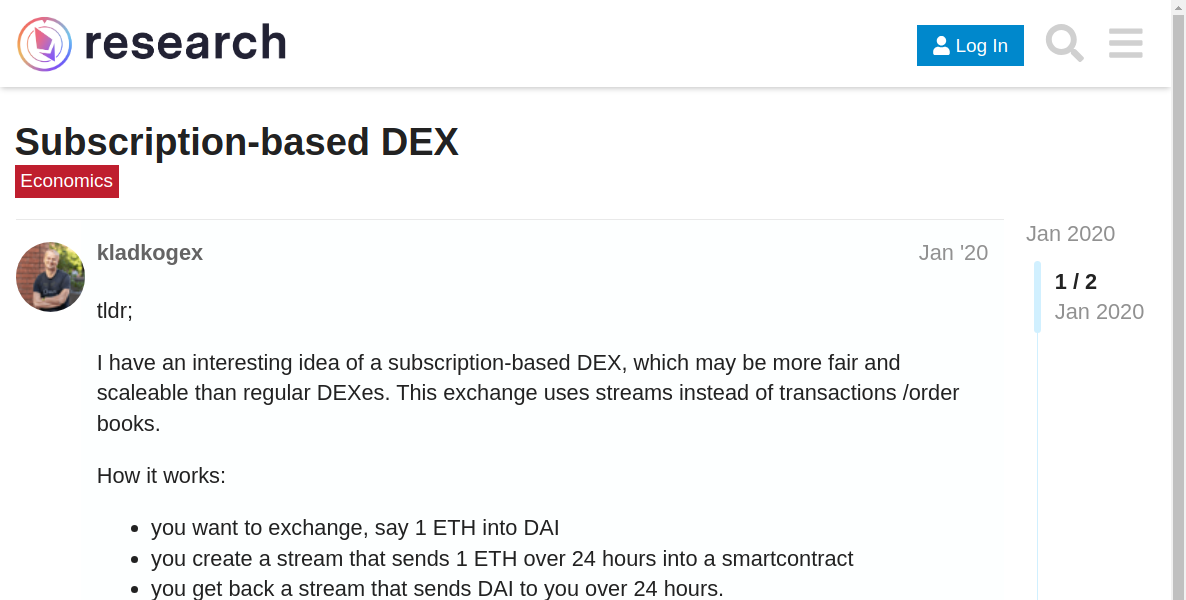 research
Log In
Subscription-based DEX
Economics
kladkogex
Jan '20
Jan 2020
1 / 2
Jan 2020
tldr;
I have an interesting idea of a subscription-based DEX, which may be more fair and
scaleable than regular DEXes. This exchange uses streams instead of transactions /order
books.
How it works:
• you want to exchange, say 1 ETH into DAI
• you create a stream that sends 1 ETH over 24 hours into a smartcontract
• you get back a stream that sends DAI to you over 24 hours.